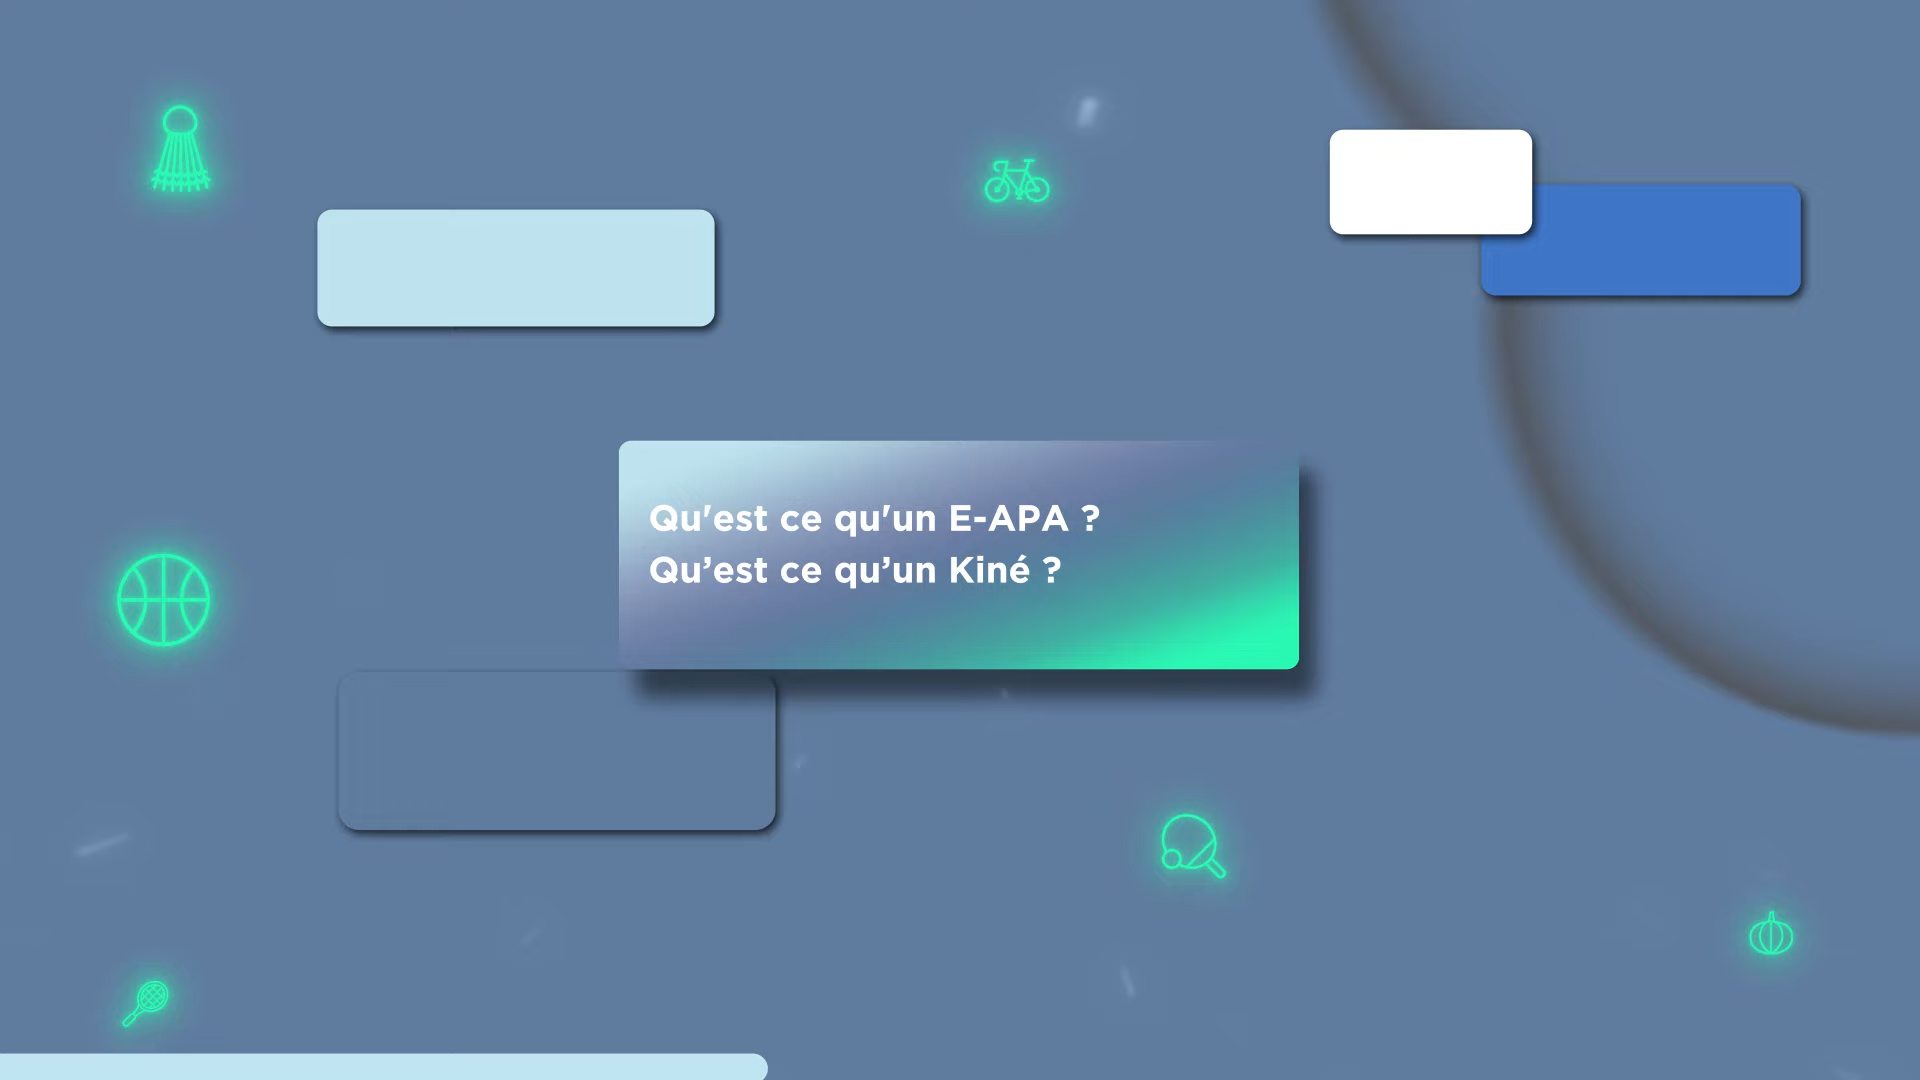 Qu'est ce qu'un E-APA ?
Qu’est ce qu’un Kiné ?